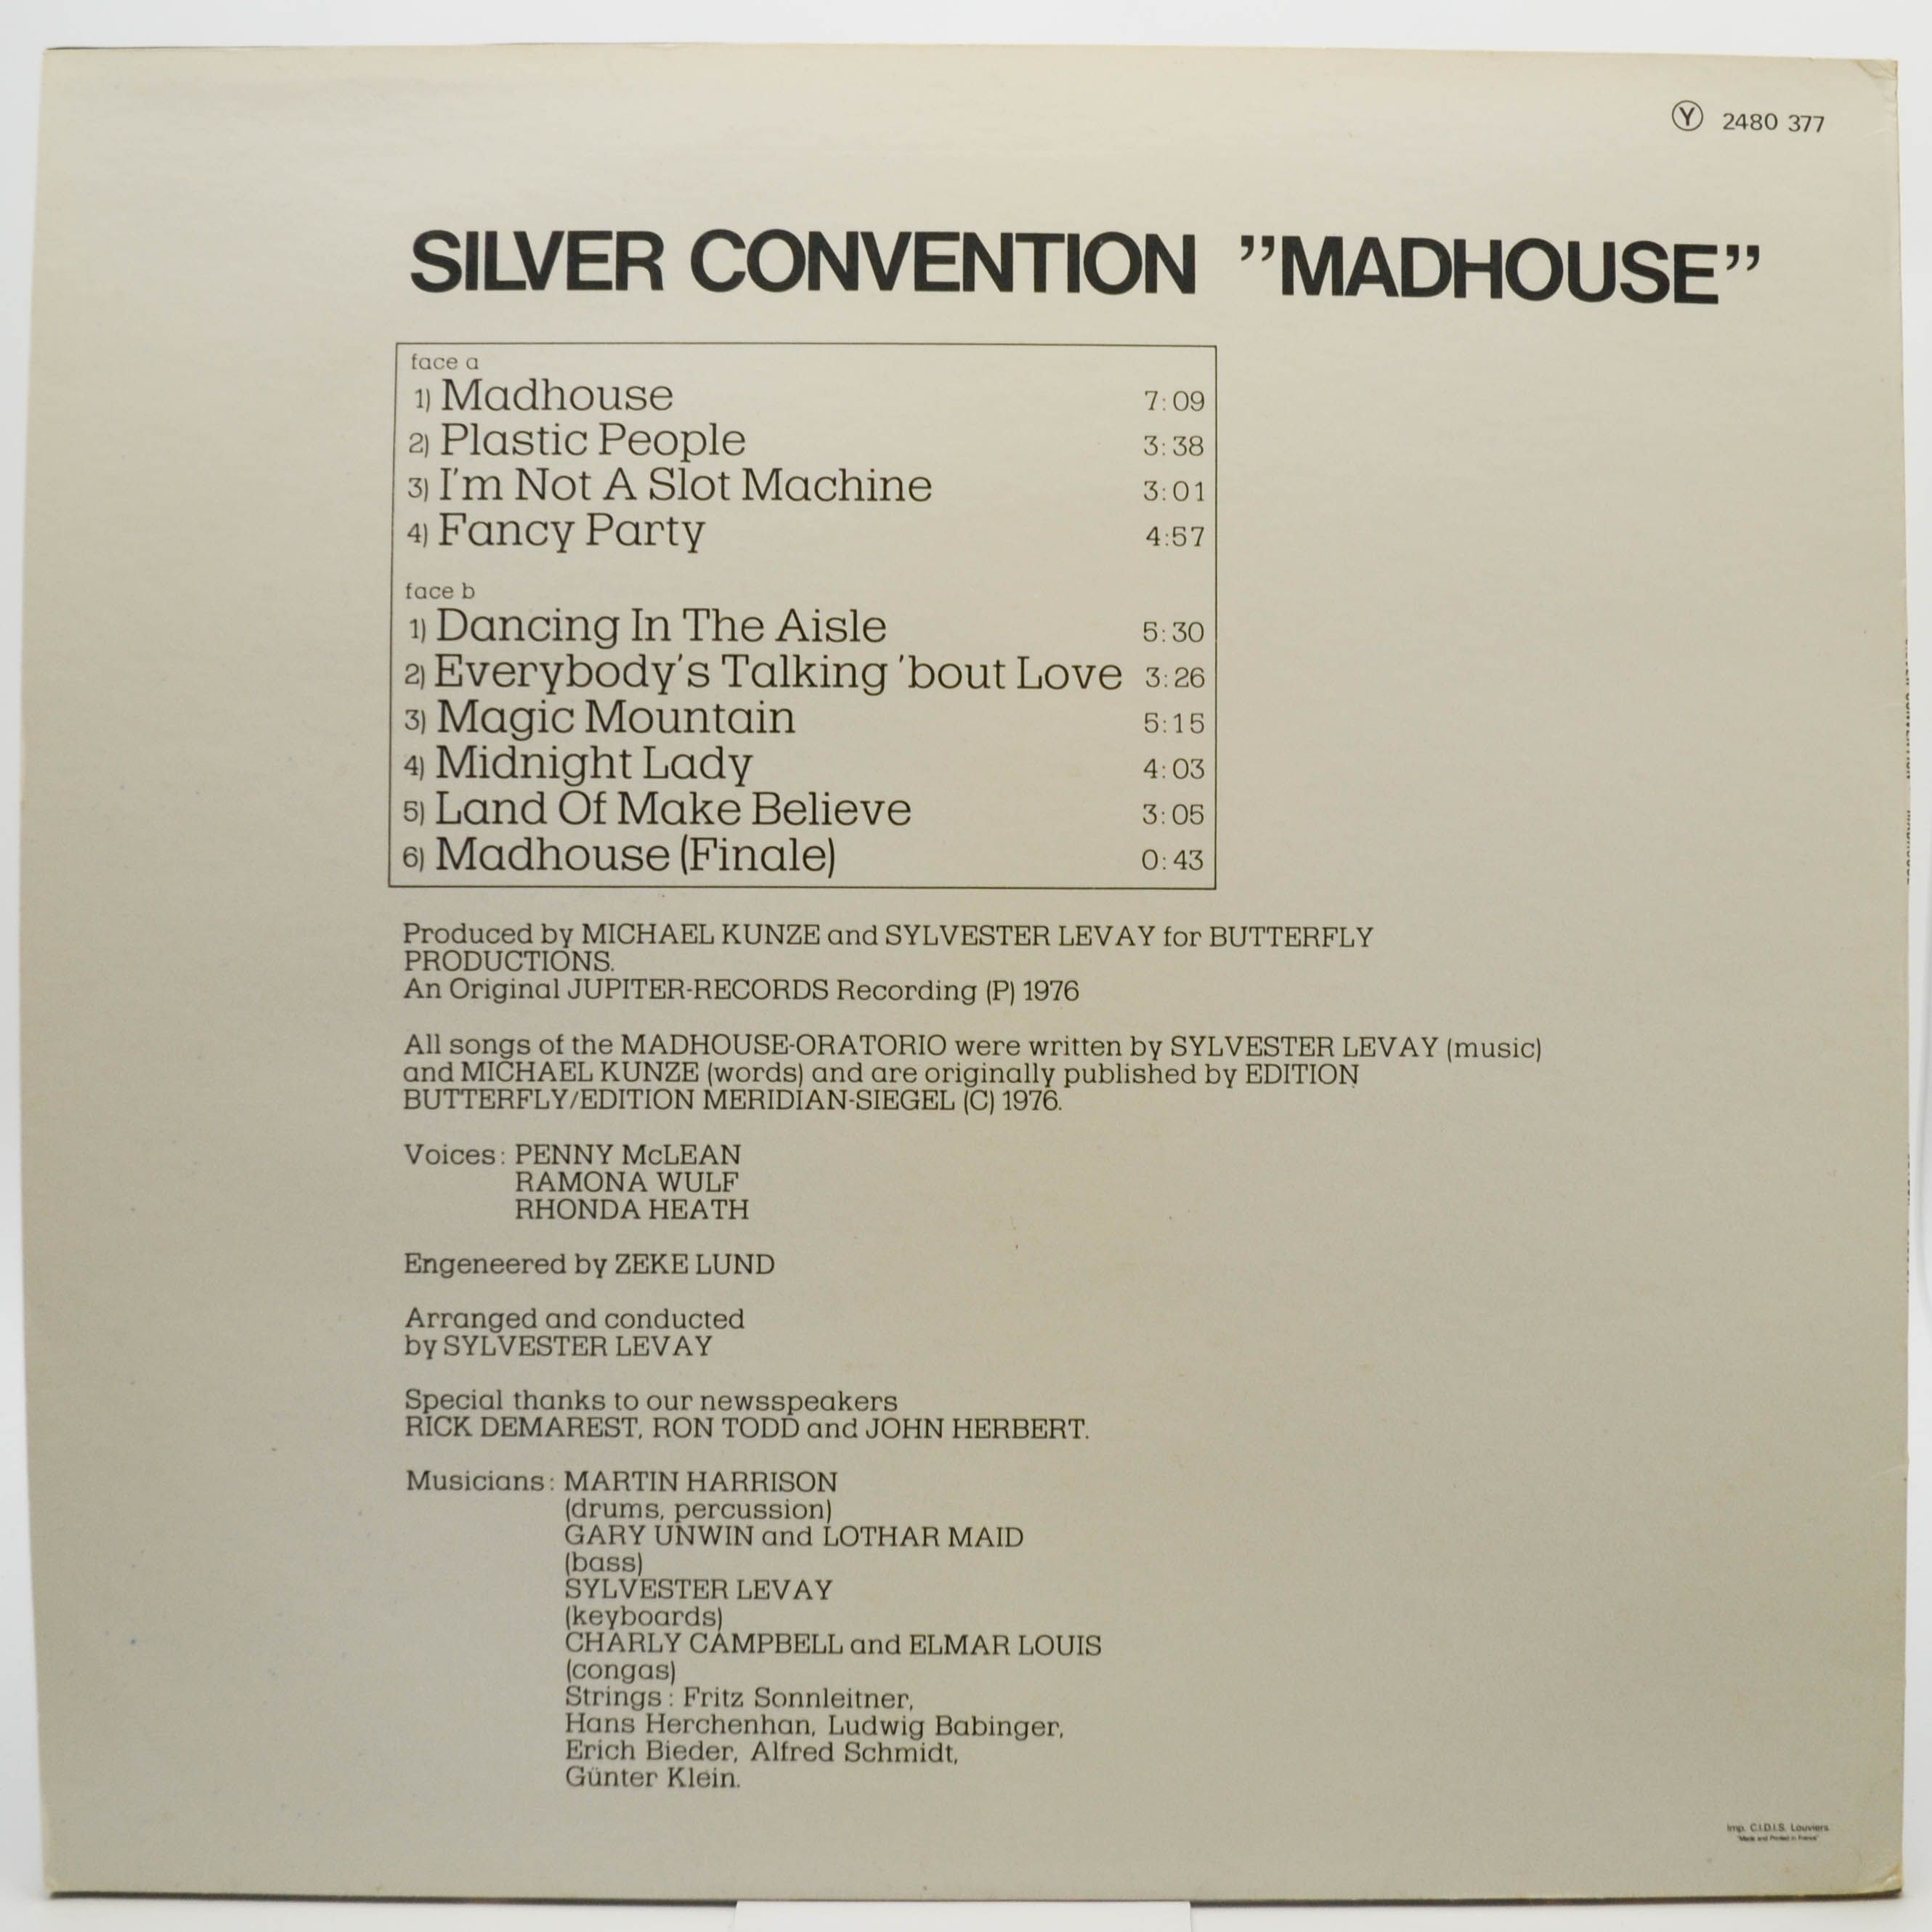 Ⓨ 2480 377
SILVER CONVENTION ”MADHOUSE”
face a
1) Madhouse 7:09
2) Plastic People 3:38
3) I'm Not A Slot Machine 3:01
4) Fancy Party 4:57
face b
1) Dancing In The Aisle 5:30
2) Everybody's Talking 'bout Love 3:26
3) Magic Mountain 5:15
4) Midnight Lady 4:03
5) Land Of Make Believe 3:05
6) Madhouse (Finale) 0:43
Produced by MICHAEL KUNZE and SYLVESTER LEVAY for BUTTERFLY
PRODUCTIONS.
An Original JUPITER-RECORDS Recording (P) 1976
All songs of the MADHOUSE-ORATORIO were written by SYLVESTER LEVAY (music)
and MICHAEL KUNZE (words) and are originally published by EDITION
BUTTERFLY/EDITION MERIDIAN-SIEGEL (C) 1976.
Voices: PENNY McLEAN
RAMONA WULF
RHONDA HEATH
Engeneered by ZEKE LUND
Arranged and conducted
by SYLVESTER LEVAY
Special thanks to our newsspeakers
RICK DEMAREST, RON TODD and JOHN HERBERT.
Musicians: MARTIN HARRISON
(drums, percussion)
GARY UNWIN and LOTHAR MAID
(bass)
SYLVESTER LEVAY
(keyboards)
CHARLY CAMPBELL and ELMAR LOUIS
(congas)
Strings: Fritz Sonnleitner,
Hans Herchenhan, Ludwig Babinger,
Erich Bieder, Alfred Schmidt,
Günter Klein.
Imp. C.I.D.I.S. Louviers
"Made and Printed in France"